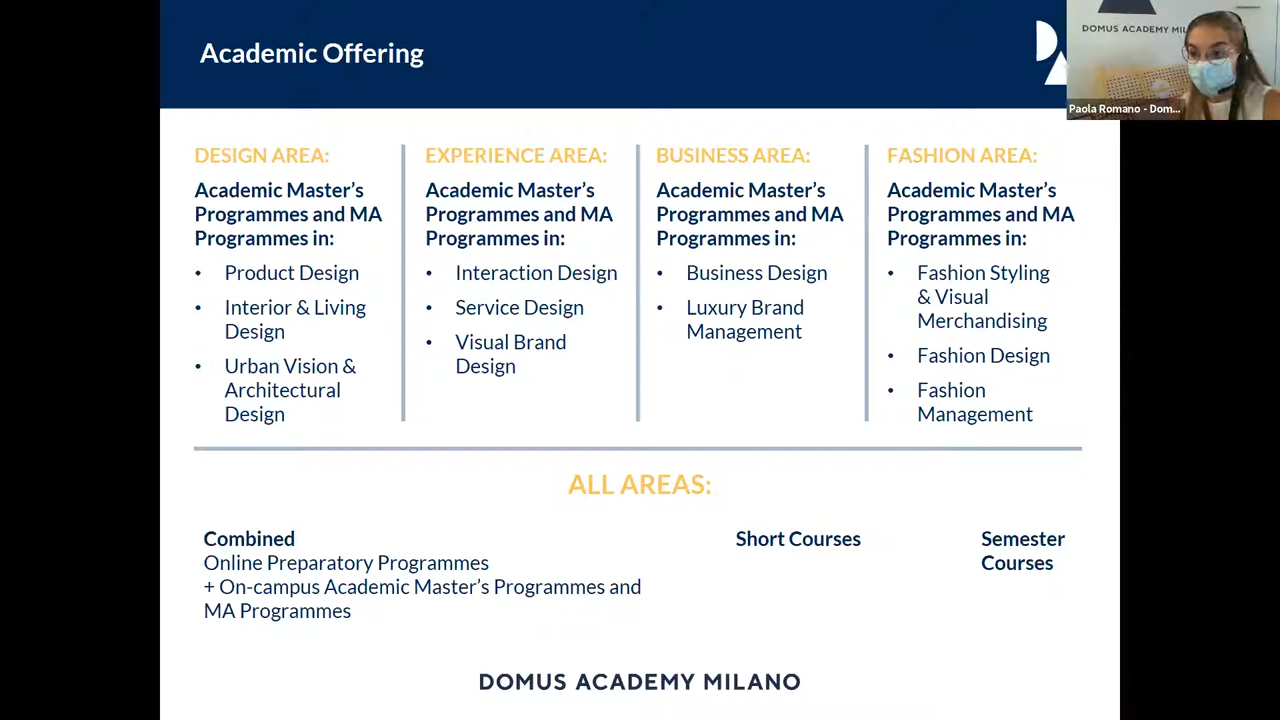 Academic Offering
DOMUS ACADEMY MIL
Paola Romano - Dom...
DESIGN AREA:
Academic Master's
Programmes and MA
Programmes in:
• Product Design
• Interior & Living
Design
• Urban Vision &
Architectural
Design
EXPERIENCE AREA:
Academic Master's
Programmes and MA
Programmes in:
• Interaction Design
• Service Design
• Visual Brand
Design
BUSINESS AREA:
Academic Master's
Programmes and MA
Programmes in:
• Business Design
• Luxury Brand
Management
FASHION AREA:
Academic Master's
Programmes and MA
Programmes in:
• Fashion Styling
& Visual
Merchandising
• Fashion Design
• Fashion
Management
ALL AREAS:
Combined
Online Preparatory Programmes
+ On-campus Academic Master's Programmes and
MA Programmes
Short Courses
Semester
Courses
DOMUS ACADEMY MILANO